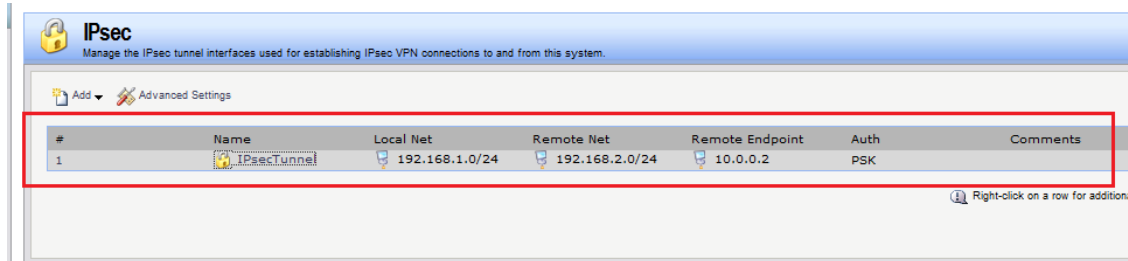 IPsec
Manage the IPsec tunnel interfaces used for establishing IPsec VPN connections to and from this system.
Add Advanced Settings
# Name Local Net Remote Net Remote Endpoint Auth Comments
1 IPsecTunnel 192.168.1.0/24 192.168.2.0/24 10.0.0.2 PSK
Right-click on a row for addition